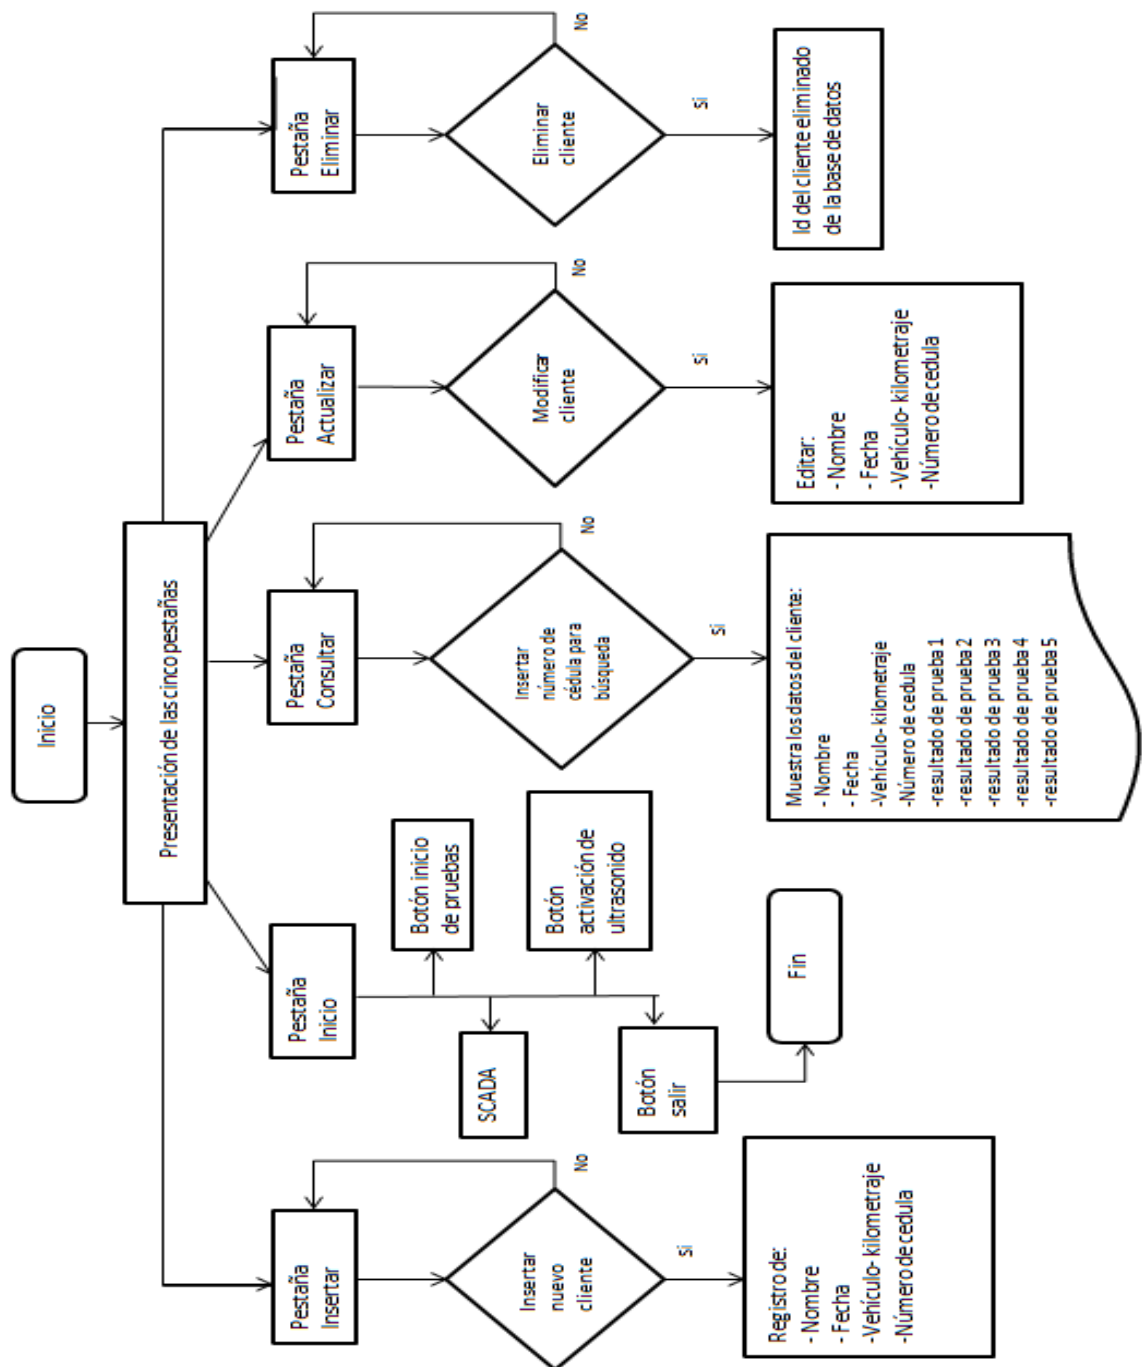 Inicio
Presentación de las cinco pestañas
Pestaña
Insertar
Insertar
nuevo
cliente
No
Si
Registro de:
- Nombre
- Fecha
-Vehículo- kilometraje
-Número de cedula
Pestaña
Inicio
SCADA
Botón inicio
de pruebas
Botón
activación de
ultrasonido
Botón
salir
Fin
Pestaña
Consultar
Insertar
número de
cédula para
búsqueda
No
Si
Muestra los datos del cliente:
- Nombre
- Fecha
-Vehículo- kilometraje
-Número de cedula
-resultado de prueba 1
-resultado de prueba 2
-resultado de prueba 3
-resultado de prueba 4
-resultado de prueba 5
Pestaña
Actualizar
Modificar
cliente
No
Si
Editar:
- Nombre
- Fecha
-Vehículo- kilometraje
-Número de cedula
Pestaña
Eliminar
Eliminar
cliente
No
Si
Id del cliente eliminado
de la base de datos